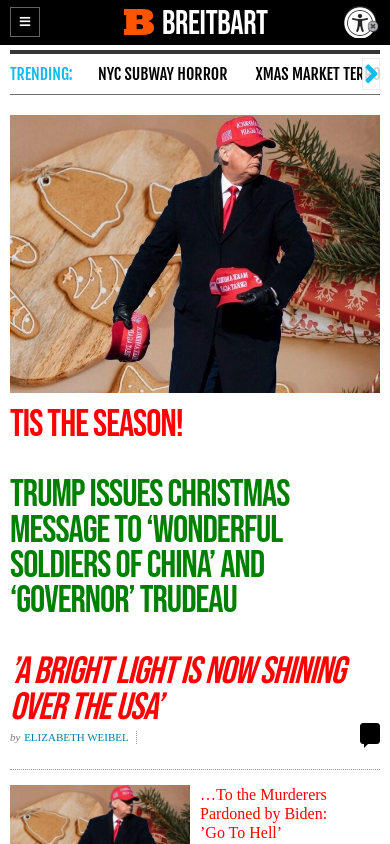 BREITBART
TRENDING:
NYC SUBWAY HORROR
XMAS MARKET TER
TIS THE SEASON!
TRUMP ISSUES CHRISTMAS
MESSAGE TO ‘WONDERFUL
SOLDIERS OF CHINA’ AND
‘GOVERNOR’ TRUDEAU
’A BRIGHT LIGHT IS NOW SHINING
OVER THE USA’
by ELIZABETH WEIBEL
…To the Murderers
Pardoned by Biden:
’Go To Hell’